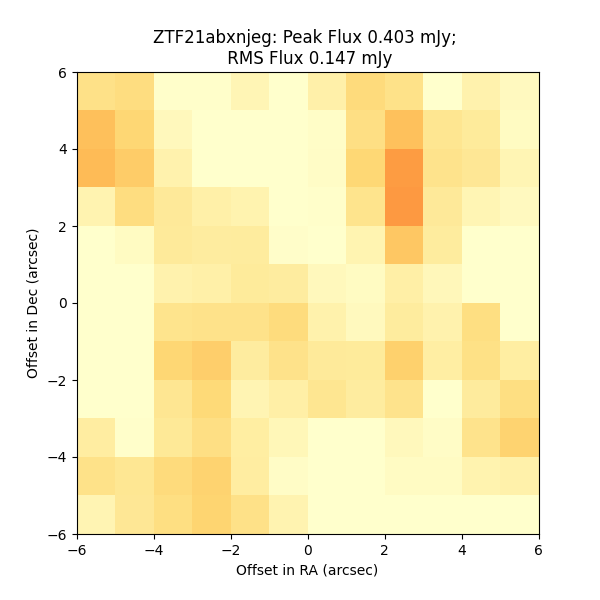 ZTF21abxnjeg: Peak Flux 0.403 mJy;
RMS Flux 0.147 mJy
6
4
2
0
−2
−4
−6
Offset in Dec (arcsec)
−6 −4 −2 0 2 4 6
Offset in RA (arcsec)